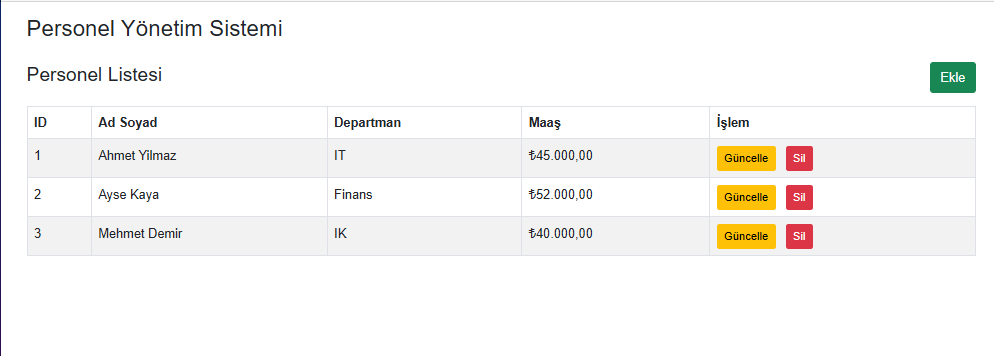 Personel Yönetim Sistemi
Personel Listesi
Ekle
ID Ad Soyad Departman Maaş İşlem
1 Ahmet Yilmaz IT ₺45.000,00 Güncelle Sil
2 Ayse Kaya Finans ₺52.000,00 Güncelle Sil
3 Mehmet Demir IK ₺40.000,00 Güncelle Sil